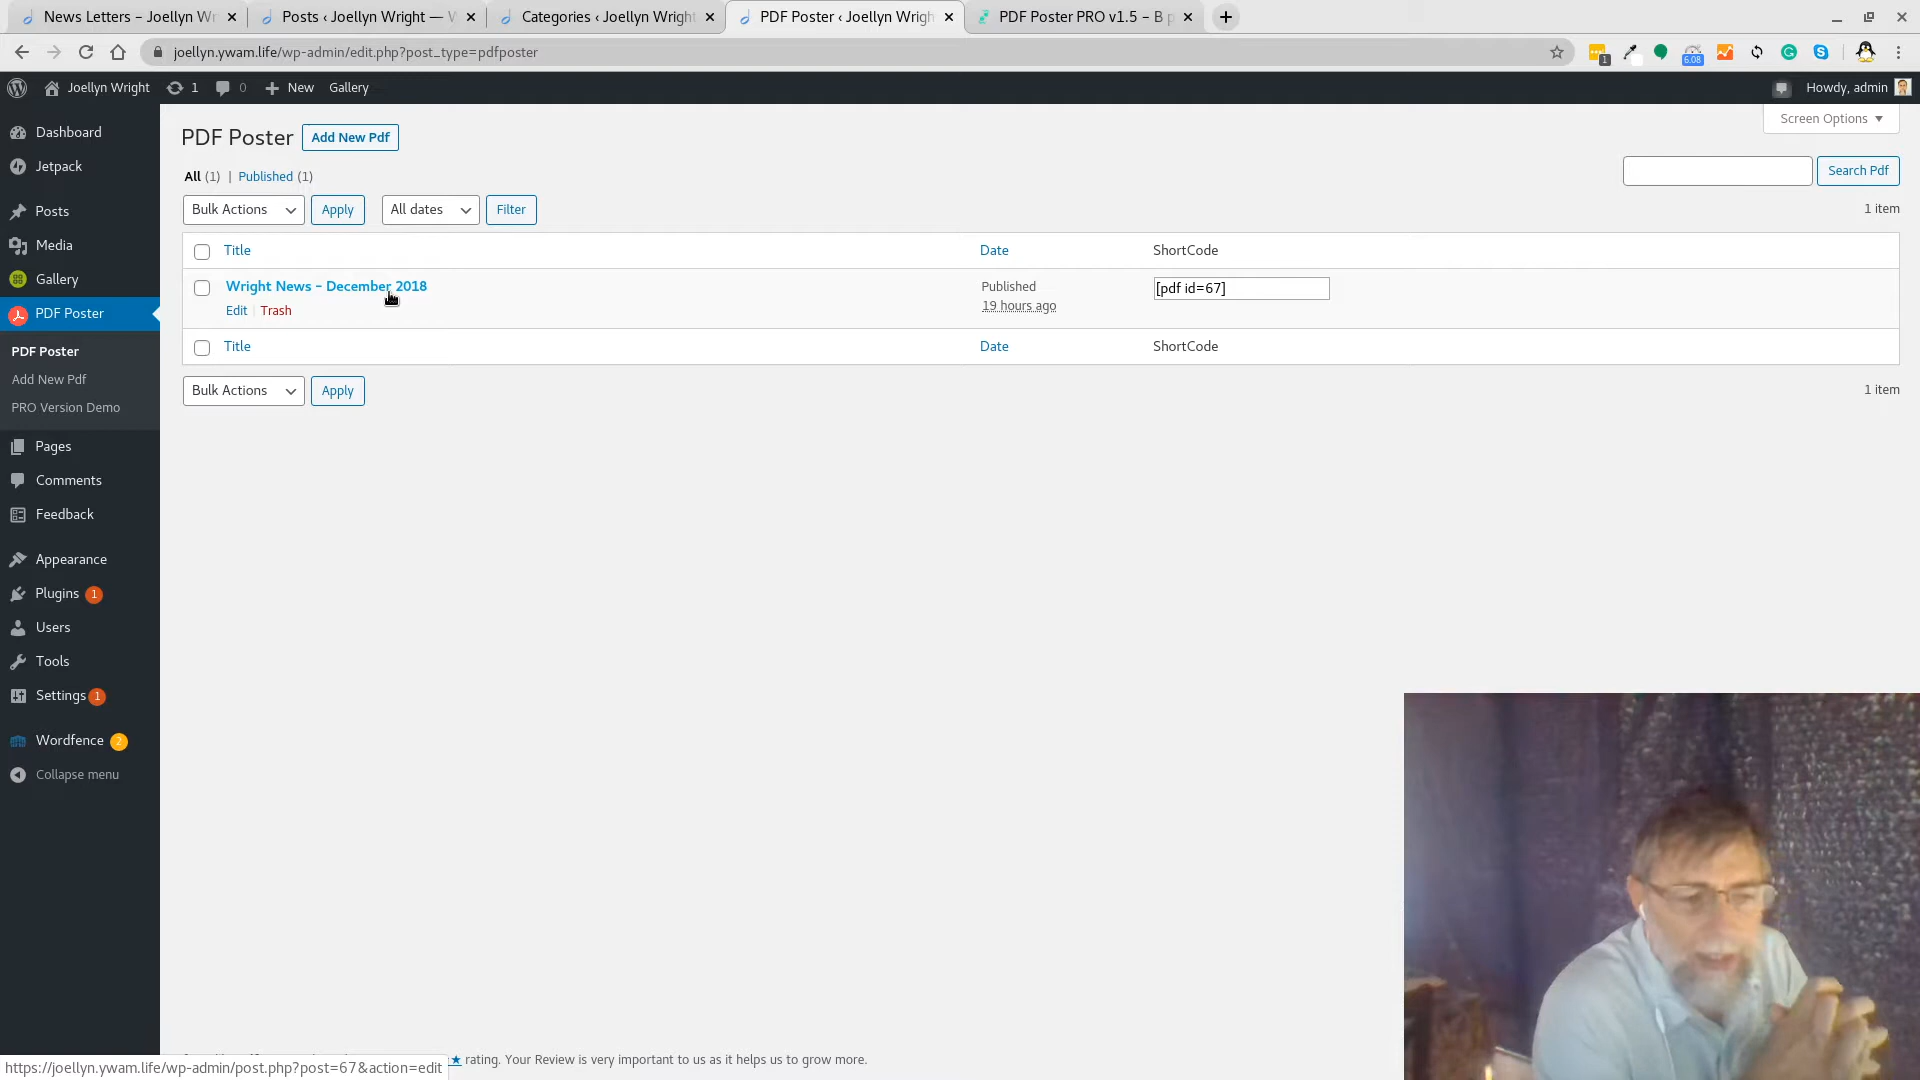 News Letters – Joellyn Wr
Posts ‹ Joellyn Wright —
Categories ‹ Joellyn Wright
PDF Poster ‹ Joellyn Wrigh
PDF Poster PRO v1.5 – B p
joellyn.ywam.life/wp-admin/edit.php?post_type=pdfposter
1
6.08
Joellyn Wright
1
0
New
Gallery
Howdy, admin
Dashboard
Jetpack
Posts
Media
Gallery
PDF Poster
PDF Poster
Add New Pdf
PRO Version Demo
Pages
Comments
Feedback
Appearance
Plugins 1
Users
Tools
Settings 1
Wordfence 2
Collapse menu
PDF Poster
Add New Pdf
Screen Options
All (1) | Published (1)
Search Pdf
Bulk Actions
Apply
All dates
Filter
1 item
Title
Date
ShortCode
Wright News – December 2018
Edit | Trash
Published
19 hours ago
[pdf id=67]
Title
Date
ShortCode
Bulk Actions
Apply
1 item
rating. Your Review is very important to us as it helps us to grow more.
https://joellyn.ywam.life/wp-admin/post.php?post=67&action=edit